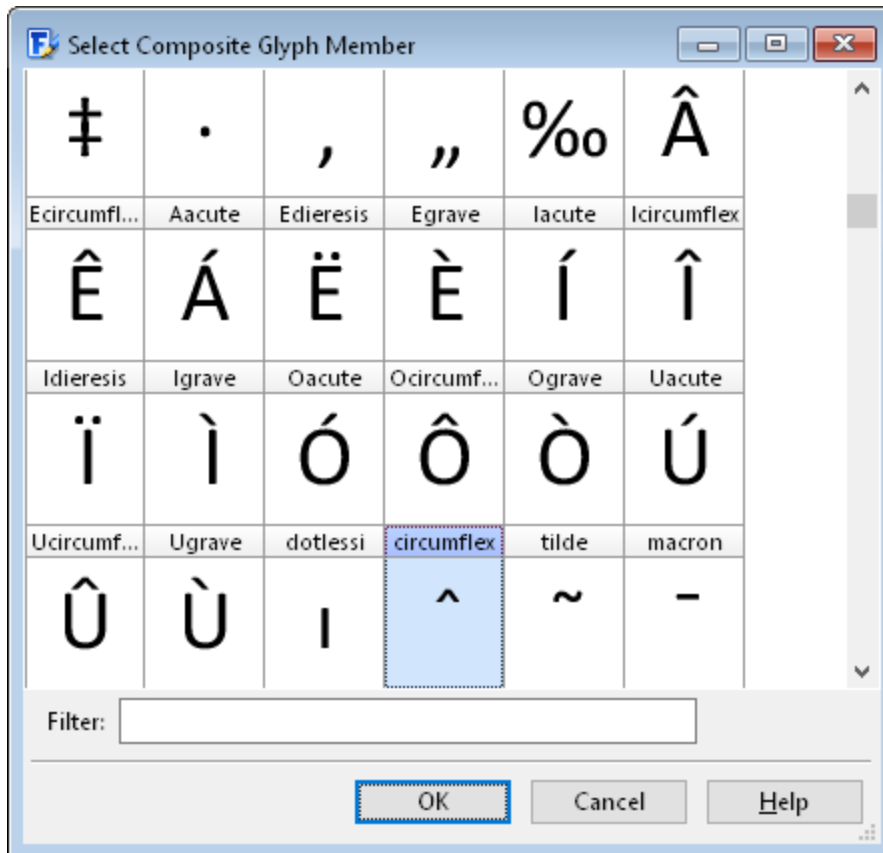 Select Composite Glyph Member
‡ · ‚ „ ‰ Â
Ecircumfl... Aacute Edieresis Egrave Iacute Icircumflex
Ê Á Ë È Í Î
Idieresis Igrave Oacute Ocircumf... Ograve Uacute
Ï Ì Ó Ô Ò Ú
Ucircumf... Ugrave dotlessi circumflex tilde macron
Û Ù ı ˆ ˜ ¯
Filter:
OK Cancel Help